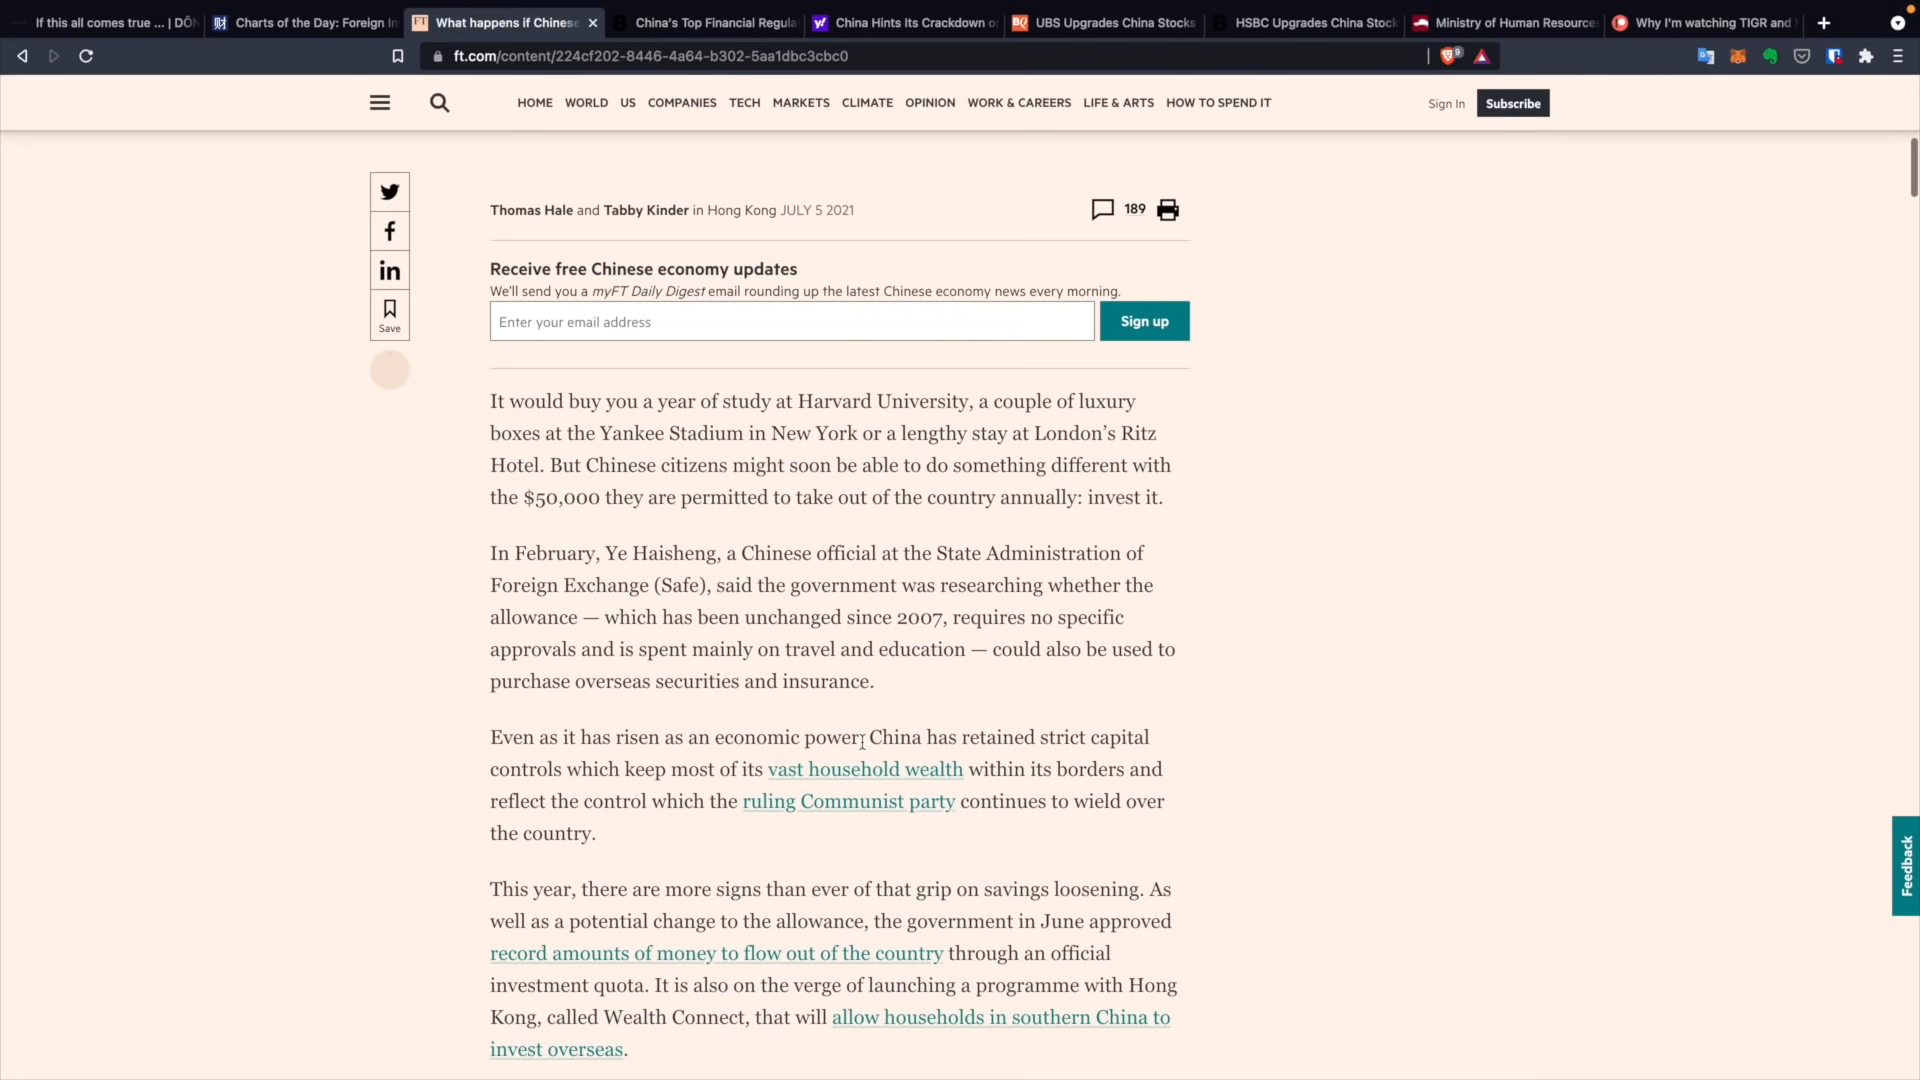 If this all comes true ... | DÖN
Charts of the Day: Foreign In
FT
What happens if Chinese
China's Top Financial Regula
China Hints Its Crackdown on
BQ
UBS Upgrades China Stocks
HSBC Upgrades China Stock
Ministry of Human Resource
Why I'm watching TIGR and f
ft.com/content/224cf202-8446-4a64-b302-5aa1dbc3cbc0
9
HOME WORLD US COMPANIES TECH MARKETS CLIMATE OPINION WORK & CAREERS LIFE & ARTS HOW TO SPEND IT
Sign In
Subscribe
Thomas Hale and Tabby Kinder in Hong Kong JULY 5 2021
189
Save
Receive free Chinese economy updates
We'll send you a myFT Daily Digest email rounding up the latest Chinese economy news every morning.
Enter your email address
Sign up
It would buy you a year of study at Harvard University, a couple of luxury
boxes at the Yankee Stadium in New York or a lengthy stay at London's Ritz
Hotel. But Chinese citizens might soon be able to do something different with
the $50,000 they are permitted to take out of the country annually: invest it.
In February, Ye Haisheng, a Chinese official at the State Administration of
Foreign Exchange (Safe), said the government was researching whether the
allowance — which has been unchanged since 2007, requires no specific
approvals and is spent mainly on travel and education — could also be used to
purchase overseas securities and insurance.
Even as it has risen as an economic power, China has retained strict capital
controls which keep most of its vast household wealth within its borders and
reflect the control which the ruling Communist party continues to wield over
the country.
This year, there are more signs than ever of that grip on savings loosening. As
well as a potential change to the allowance, the government in June approved
record amounts of money to flow out of the country through an official
investment quota. It is also on the verge of launching a programme with Hong
Kong, called Wealth Connect, that will allow households in southern China to
invest overseas.
Feedback